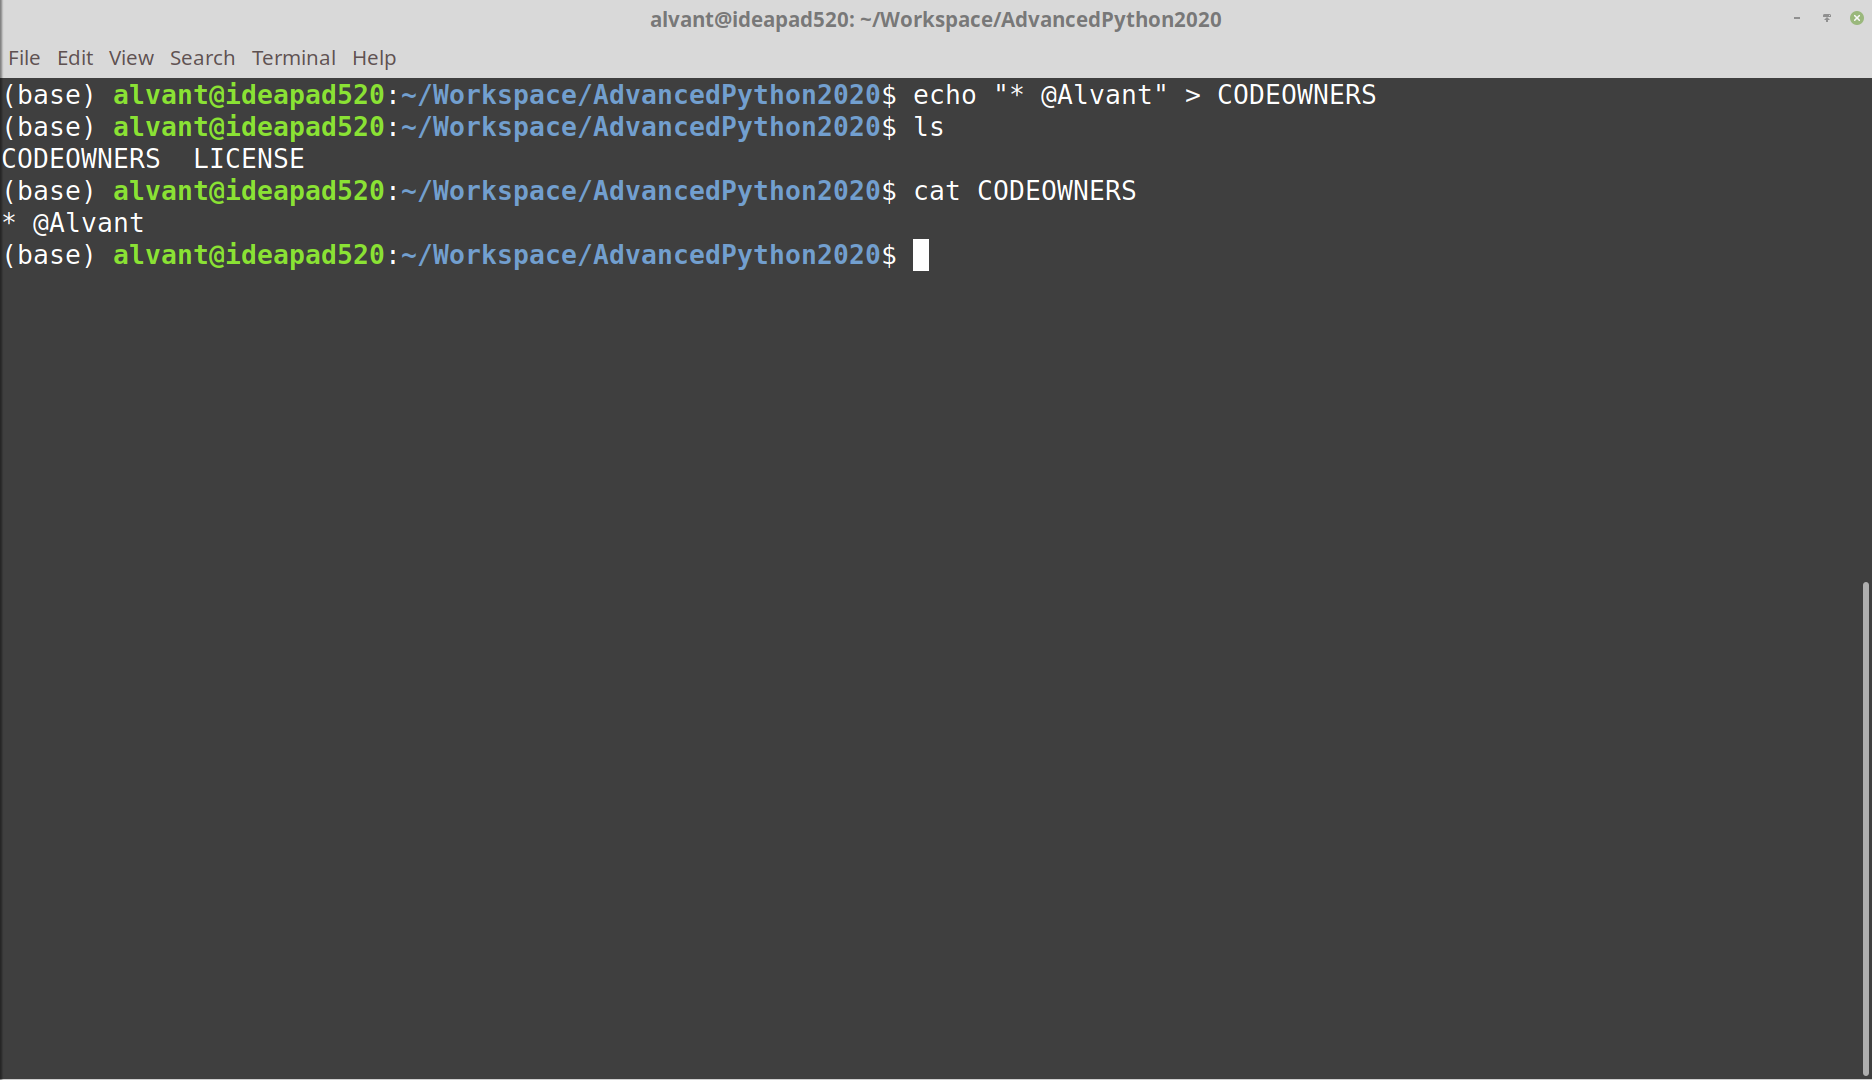 alvant@ideapad520: ~/Workspace/AdvancedPython2020
File Edit View Search Terminal Help
(base) alvant@ideapad520:~/Workspace/AdvancedPython2020$ echo "* @Alvant" > CODEOWNERS
(base) alvant@ideapad520:~/Workspace/AdvancedPython2020$ ls
CODEOWNERS  LICENSE
(base) alvant@ideapad520:~/Workspace/AdvancedPython2020$ cat CODEOWNERS
* @Alvant
(base) alvant@ideapad520:~/Workspace/AdvancedPython2020$